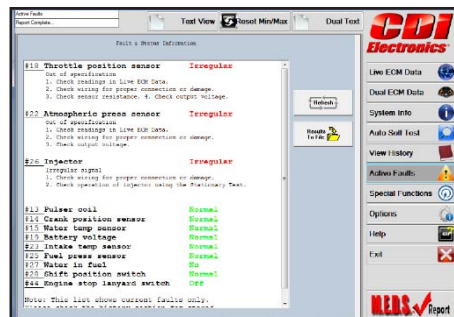 Active Faults
Report Complete...
Text View
Reset Min/Max
Dual Text
Fault & Status Information
#18 Throttle position sensor Irregular
Out of specification
1. Check readings in Live ECM Data.
2. Check wiring for proper connection or damage.
3. Check sensor resistance. 4. Check output voltage.
#22 Atmospheric press sensor Irregular
Out of specification
1. Check readings in Live ECM Data.
2. Check wiring for proper connection or damage.
3. Check output voltage.
#26 Injector Irregular
Irregular signal
1. Check wiring for proper connection or damage.
2. Check operation of injector using the Stationary Test.
#13 Pulser coil Normal
#14 Crank position sensor Normal
#15 Water temp sensor Normal
#19 Battery voltage Normal
#23 Intake temp sensor Normal
#25 Fuel press sensor Normal
#27 Water in fuel No
#28 Shift position switch Normal
#44 Engine stop lanyard switch Off
Note: This list shows current faults only.
Refresh
Results
To File
CDI
Electronics
Live ECM Data
Dual ECM Data
System Info
Auto Self Test
View History
Active Faults
Special Functions
Options
Help
Exit
M.E.D.S. Report